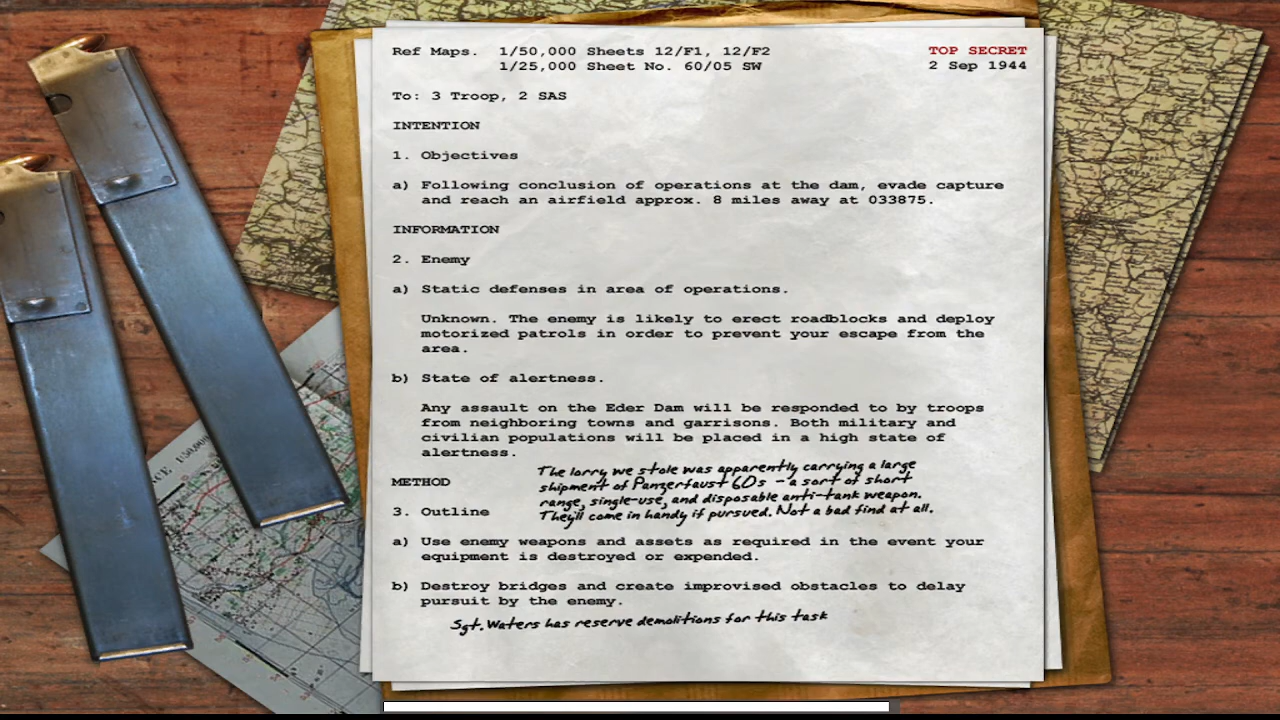 Ref Maps. 1/50,000 Sheets 12/F1, 12/F2
TOP SECRET
1/25,000 Sheet No. 60/05 SW
2 Sep 1944
To: 3 Troop, 2 SAS
INTENTION
1. Objectives
a) Following conclusion of operations at the dam, evade capture
and reach an airfield approx. 8 miles away at 033875.
INFORMATION
2. Enemy
a) Static defenses in area of operations.
Unknown. The enemy is likely to erect roadblocks and deploy
motorized patrols in order to prevent your escape from the
area.
b) State of alertness.
Any assault on the Eder Dam will be responded to by troops
from neighboring towns and garrisons. Both military and
civilian populations will be placed in a high state of
alertness.
The lorry we stole was apparently carrying a large
shipment of Panzerfaust 60s - a sort of short
range, single-use, and disposable anti-tank weapon.
They'll come in handy if pursued. Not a bad find at all.
METHOD
3. Outline
a) Use enemy weapons and assets as required in the event your
equipment is destroyed or expended.
b) Destroy bridges and create improvised obstacles to delay
pursuit by the enemy.
Sgt. Waters has reserve demolitions for this task